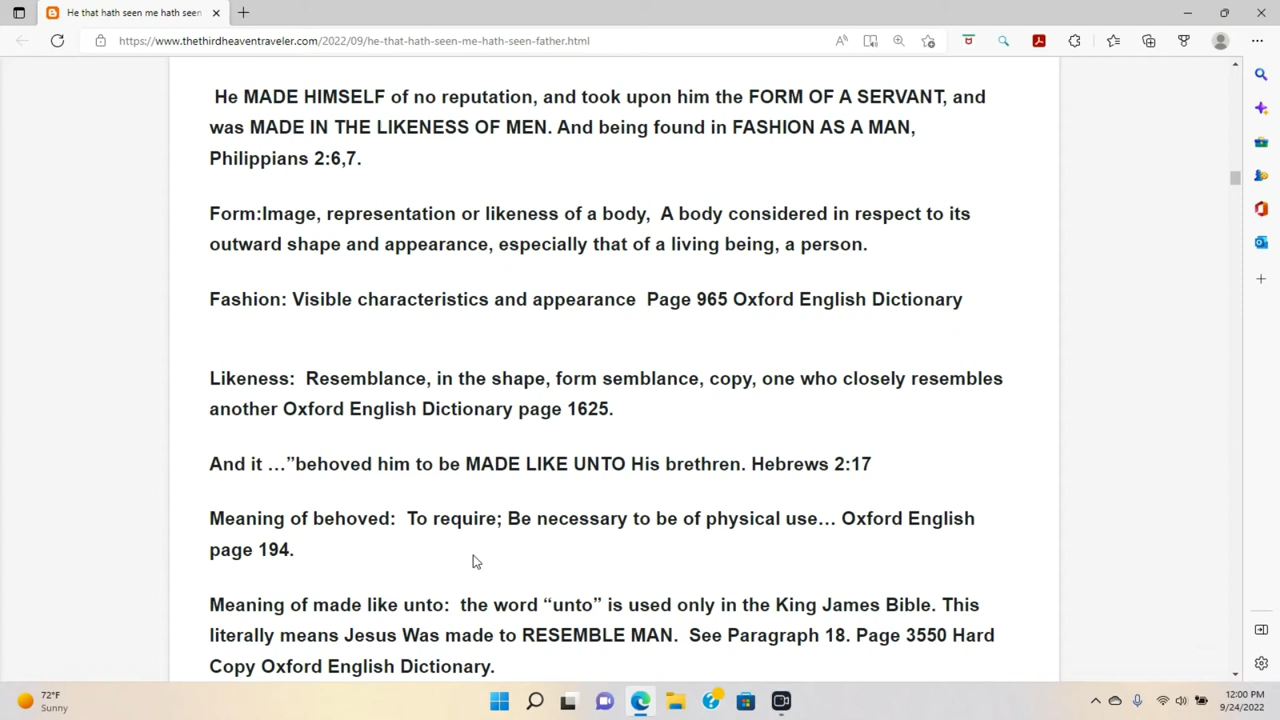 He that hath seen me hath seen
https://www.thethirdheaventraveler.com/2022/09/he-that-hath-seen-me-hath-seen-father.html
He MADE HIMSELF of no reputation, and took upon him the FORM OF A SERVANT, and
was MADE IN THE LIKENESS OF MEN. And being found in FASHION AS A MAN,
Philippians 2:6,7.
Form:Image, representation or likeness of a body,  A body considered in respect to its
outward shape and appearance, especially that of a living being, a person.
Fashion: Visible characteristics and appearance  Page 965 Oxford English Dictionary
Likeness:  Resemblance, in the shape, form semblance, copy, one who closely resembles
another Oxford English Dictionary page 1625.
And it …”behoved him to be MADE LIKE UNTO His brethren. Hebrews 2:17
Meaning of behoved:  To require; Be necessary to be of physical use… Oxford English
page 194.
Meaning of made like unto:  the word “unto” is used only in the King James Bible. This
literally means Jesus Was made to RESEMBLE MAN.  See Paragraph 18. Page 3550 Hard
Copy Oxford English Dictionary.
72°F
Sunny
12:00 PM
9/24/2022